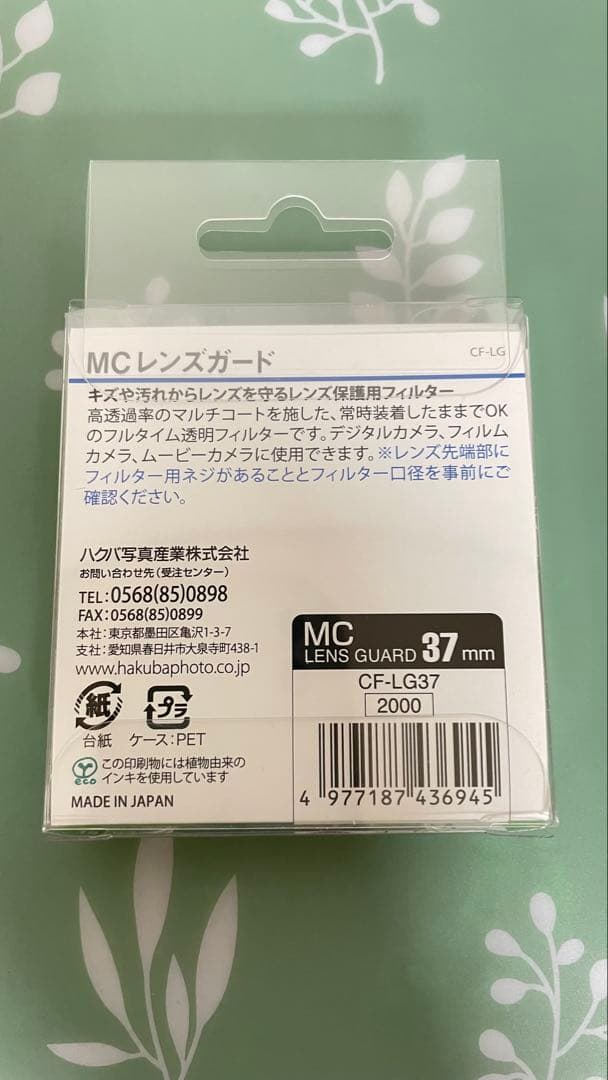 MCレンズガード
CF-LG
キズや汚れからレンズを守るレンズ保護用フィルター
高透過率のマルチコートを施した、常時装着したままでOK
のフルタイム透明フィルターです。デジタルカメラ、フィルム
カメラ、ムービーカメラに使用できます。※レンズ先端部に
フィルター用ネジがあることとフィルター口径を事前にご
確認ください。
ハクバ写真産業株式会社
お問い合わせ先(受注センター)
TEL:0568(85)0898
FAX:0568(85)0899
本社:東京都墨田区亀沢1-3-7
支社:愛知県春日井市大泉寺町438-1
www.hakubaphoto.co.jp
紙
プラ
台紙 ケース:PET
eco
この印刷物には植物由来の
インキを使用しています
MADE IN JAPAN
MC
LENS GUARD 37mm
CF-LG37
2000
4 977187 436945